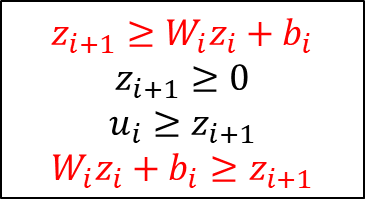 z_{i+1} ≥ W_i z_i + b_i
z_{i+1} ≥ 0
u_i ≥ z_{i+1}
W_i z_i + b_i ≥ z_{i+1}